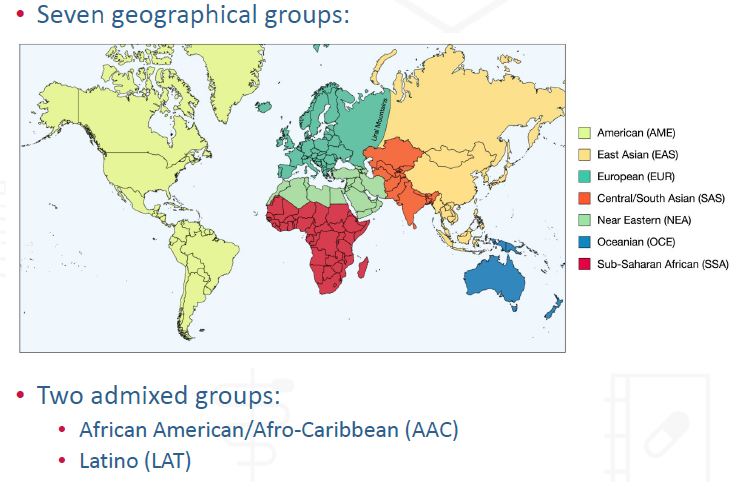 • Seven geographical groups:
Ural Mountains
American (AME)
East Asian (EAS)
European (EUR)
Central/South Asian (SAS)
Near Eastern (NEA)
Oceanian (OCE)
Sub-Saharan African (SSA)
• Two admixed groups:
• African American/Afro-Caribbean (AAC)
• Latino (LAT)